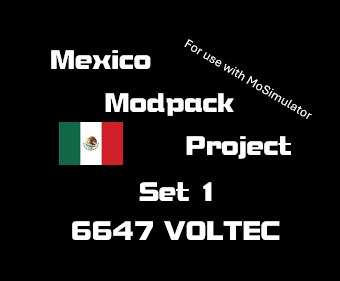 Mexico
For use with MoSimulator
Modpack
Project
Set 1
6647 VOLTEC